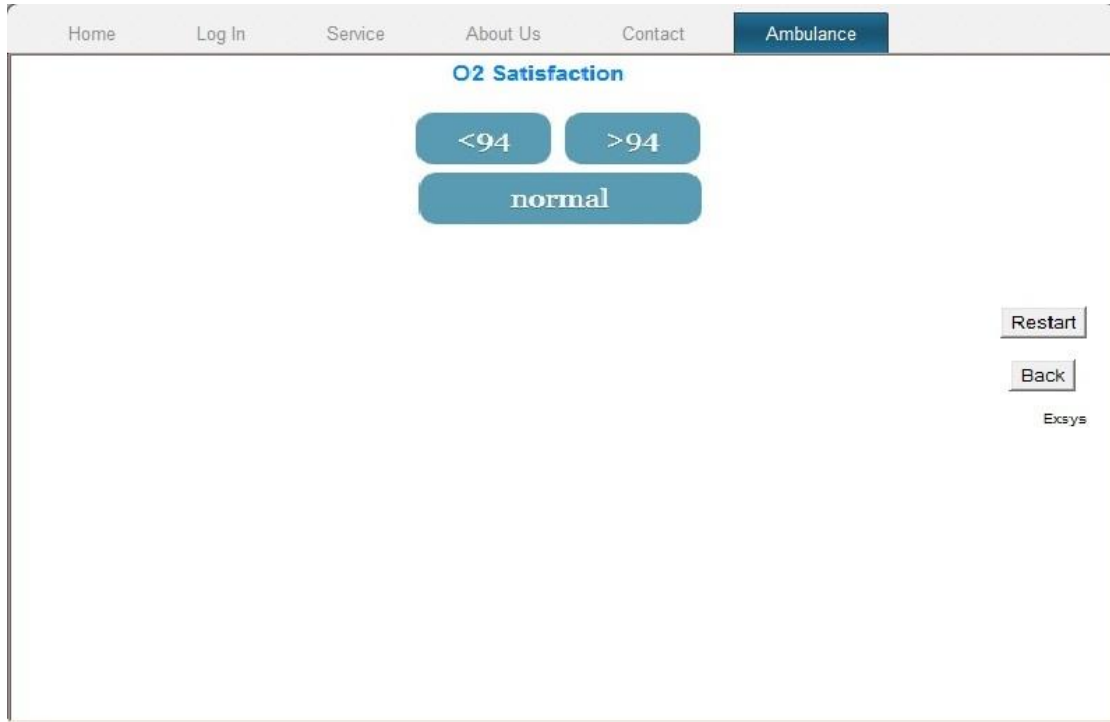 Home Log In Service About Us Contact Ambulance
O2 Satisfaction
<94 >94
normal
Restart
Back
Exsys